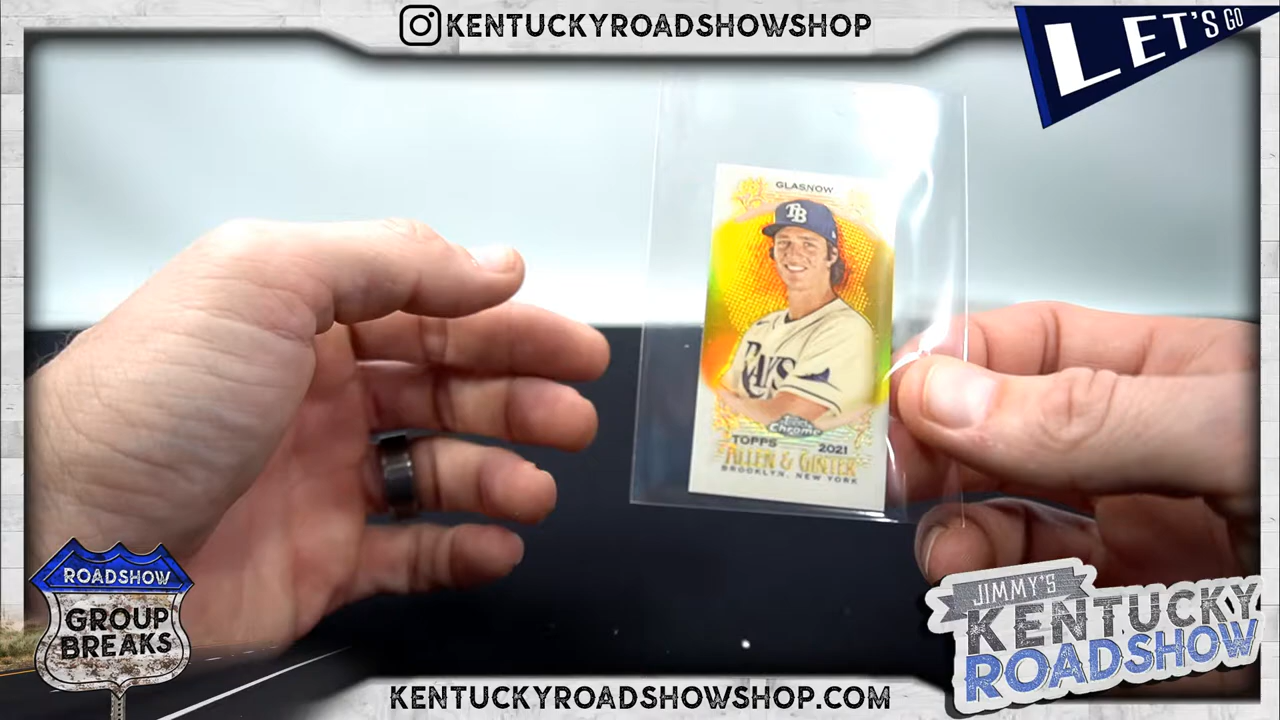 KENTUCKYROADSHOWSHOP
LET'S GO
GLASNOW
TB
RAYS
Topps
Chrome
TOPPS 2021
ALLEN & GINTER
BROOKLYN, NEW YORK
ROADSHOW
GROUP
BREAKS
JIMMY'S
KENTUCKY
ROADSHOW
KENTUCKYROADSHOWSHOP.COM